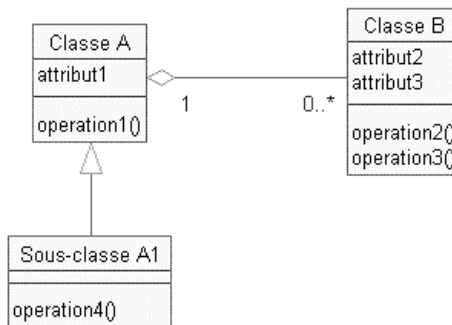 Classe A
attribut1
operation1()
1
0..*
Classe B
attribut2
attribut3
operation2()
operation3()
Sous-classe A1
operation4()